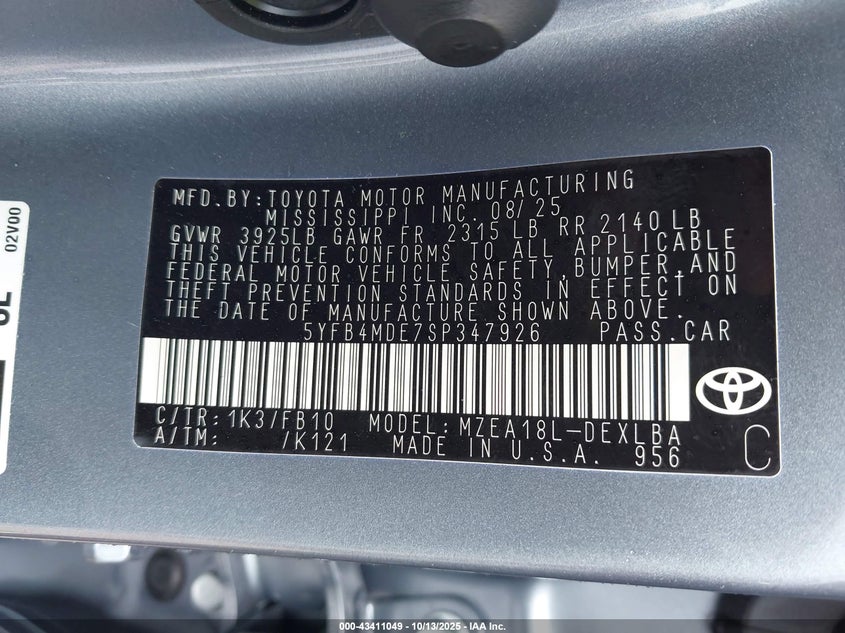 MFD. BY: TOYOTA MOTOR MANUFACTURING
MISSISSIPPI INC. 08/25
GVWR 3925LB GAWR FR 2315 LB RR 2140 LB
THIS VEHICLE CONFORMS TO ALL APPLICABLE
FEDERAL MOTOR VEHICLE SAFETY, BUMPER, AND
THEFT PREVENTION STANDARDS IN EFFECT ON
THE DATE OF MANUFACTURE SHOWN ABOVE.
5YFB4MDE7SP347926 PASS. CAR
C/TR: 1K3/FB10 MODEL: MZEA18L-DEXLBA
A/TM: /K121 MADE IN U.S.A. 956 C
02V00
000-43411049 - 10/13/2025 - IAA Inc.